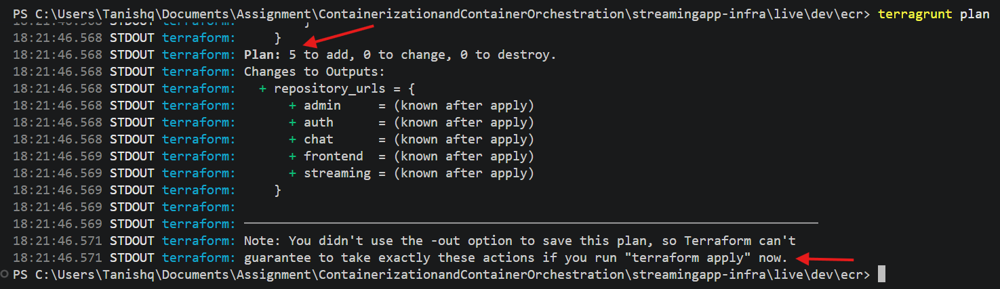 PS C:\Users\Tanishq\Documents\Assignment\ContainerizationandContainerOrchestration\streamingapp-infra\live\dev\ecr> terragrunt plan
18:21:46.568 STDOUT terraform: }
18:21:46.568 STDOUT terraform: }
18:21:46.568 STDOUT terraform: Plan: 5 to add, 0 to change, 0 to destroy.
18:21:46.568 STDOUT terraform: Changes to Outputs:
18:21:46.568 STDOUT terraform: + repository_urls = {
18:21:46.568 STDOUT terraform: + admin = (known after apply)
18:21:46.568 STDOUT terraform: + auth = (known after apply)
18:21:46.568 STDOUT terraform: + chat = (known after apply)
18:21:46.569 STDOUT terraform: + frontend = (known after apply)
18:21:46.569 STDOUT terraform: + streaming = (known after apply)
18:21:46.569 STDOUT terraform: }
18:21:46.569 STDOUT terraform:
18:21:46.569 STDOUT terraform:
18:21:46.571 STDOUT terraform: Note: You didn't use the -out option to save this plan, so Terraform can't
18:21:46.571 STDOUT terraform: guarantee to take exactly these actions if you run "terraform apply" now.
PS C:\Users\Tanishq\Documents\Assignment\ContainerizationandContainerOrchestration\streamingapp-infra\live\dev\ecr>